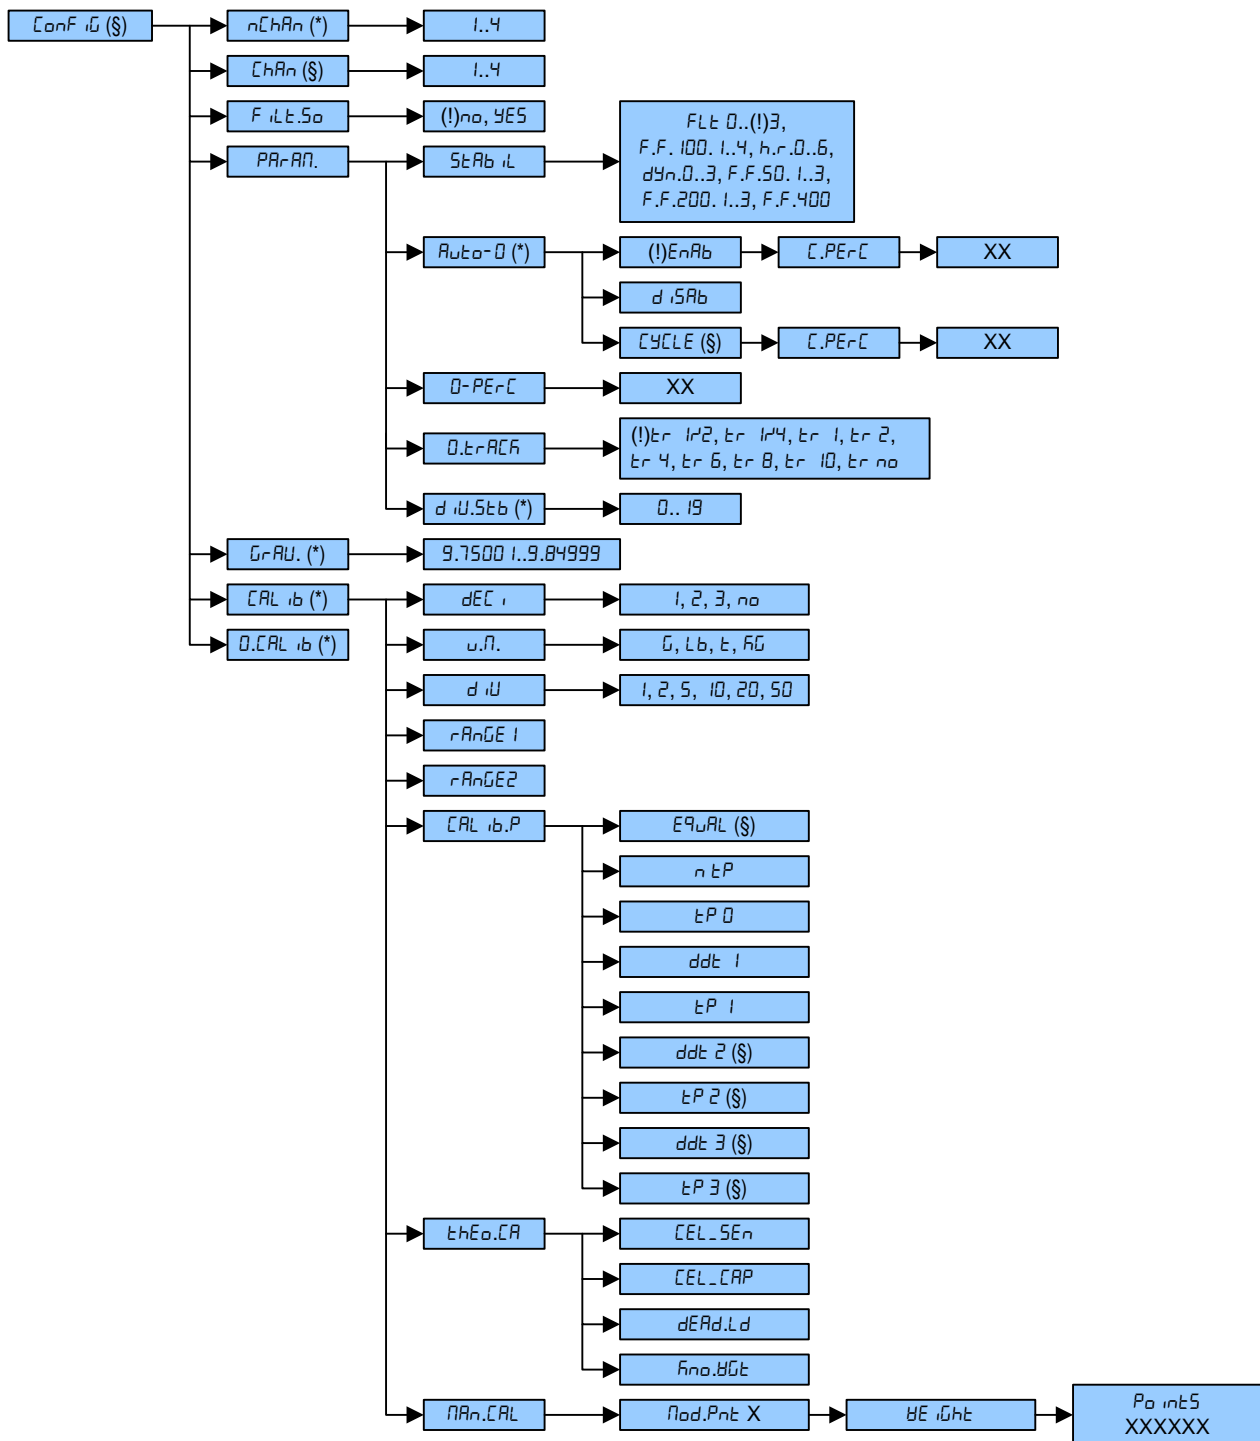 ConFiG (§)
nChAn (*)
1..4
ChAn (§)
1..4
FiLt.So
(!)no, YES
PArAM.
StAbiL
FLt 0..(!)3,
F.F.100.1..4, h.r.0..6,
dYn.0..3, F.F.50.1..3,
F.F.200.1..3, F.F.400
Auto-0 (*)
(!)EnAb
C.PErC
XX
diSAb
CYCLE (§)
C.PErC
XX
0-PErC
XX
0.trACk
(!)tr 1/2, tr 1/4, tr 1, tr 2,
tr 4, tr 6, tr 8, tr 10, tr no
diU.Stb (*)
0..19
GrAU. (*)
9.75001..9.84999
CALib (*)
dECi
1, 2, 3, no
0.CALib (*)
u.M.
G, Lb, t, kG
diU
1, 2, 5, 10, 20, 50
rAnGE1
rAnGE2
CALib.P
EquAL (§)
n tP
tP 0
ddt 1
tP 1
ddt 2 (§)
tP 2 (§)
ddt 3 (§)
tP 3 (§)
thEo.CA
CEL_SEn
CEL_CAP
dEAd.Ld
kno.WGt
MAn.CAL
Mod.Pnt X
WEiGht
PointS
XXXXXX